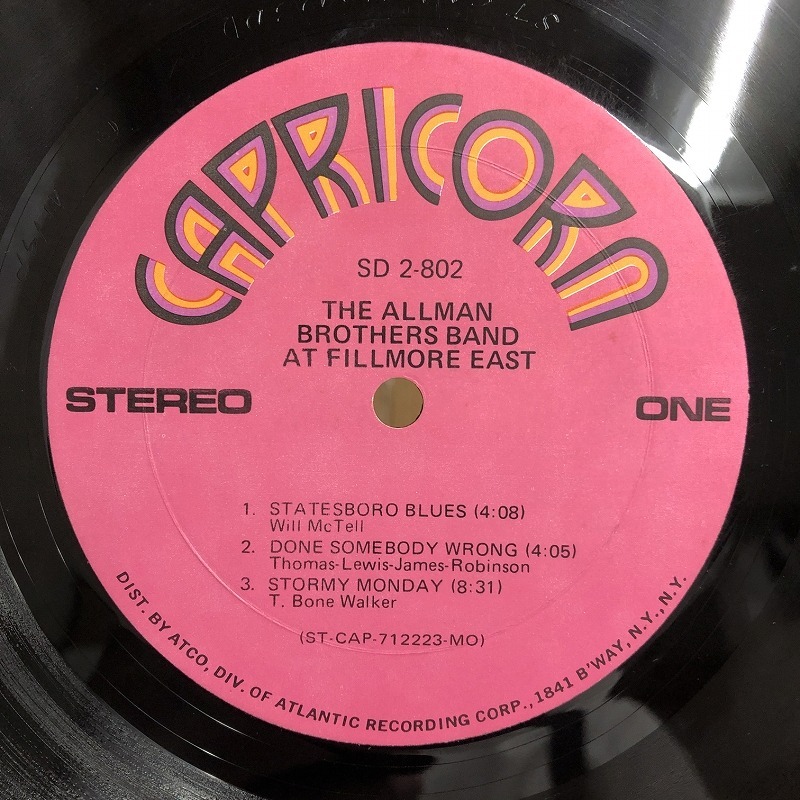 CAPRICORN
SD 2-802
THE ALLMAN
BROTHERS BAND
AT FILLMORE EAST
STEREO
ONE
1. STATESBORO BLUES (4:08)
Will McTell
2. DONE SOMEBODY WRONG (4:05)
Thomas-Lewis-James-Robinson
3. STORMY MONDAY (8:31)
T. Bone Walker
(ST-CAP-712223-MO)
DIST. BY ATCO, DIV. OF ATLANTIC RECORDING CORP., 1841 B'WAY, N.Y., N.Y.